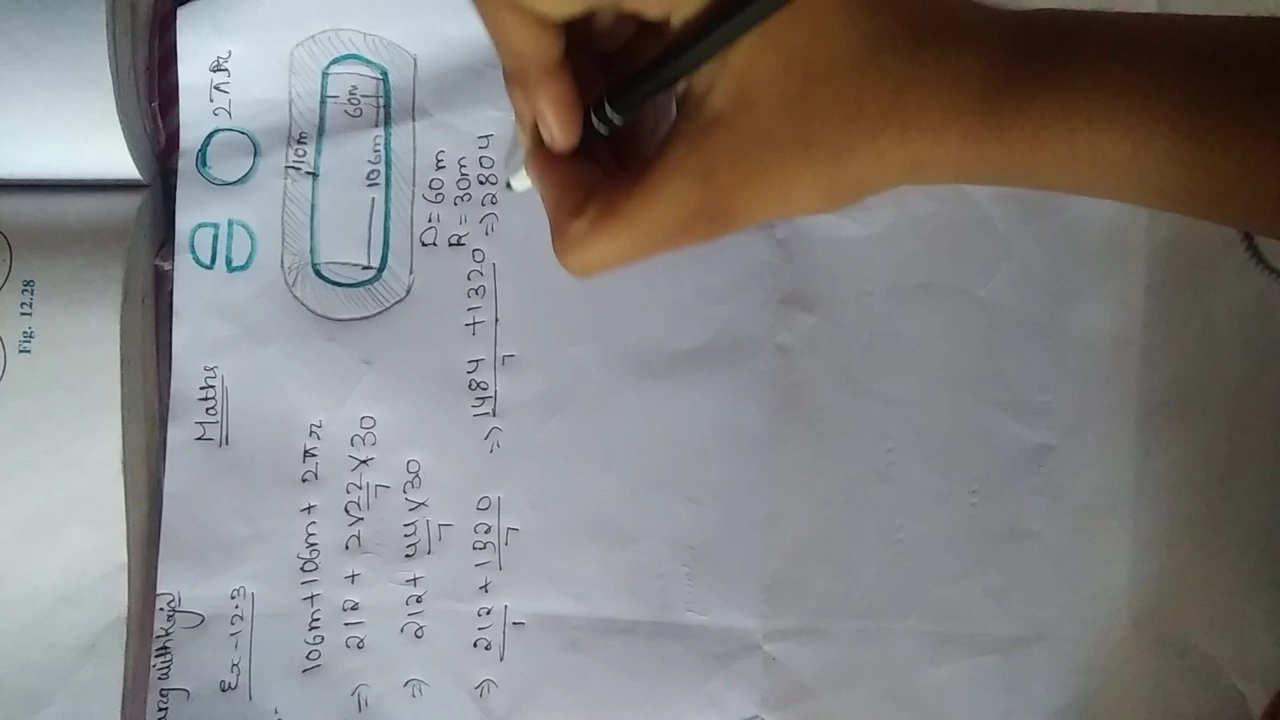 Fig. 12.28
Ex-12.3
Maths
2πr
106m+106m+ 2πr
10m
60m
106m
⇒ 212 + 2×22/7×30
⇒ 212+ 44/7×30
D=60m
R=30m
⇒ 212/1 + 1320/7 ⇒ 1484 +1320/7 ⇒2804